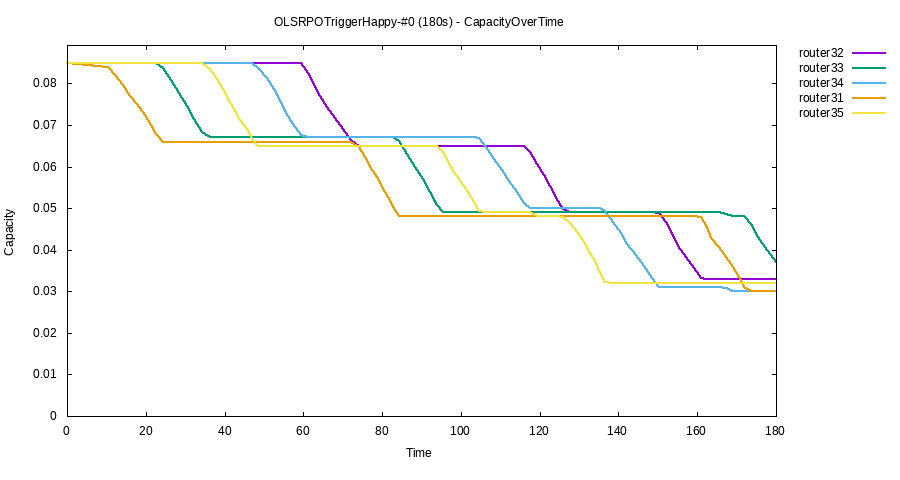 OLSRPOTriggerHappy-#0 (180s) - CapacityOverTime
router32
router33
router34
router31
router35
0.08
0.07
0.06
0.05
0.04
0.03
0.02
0.01
0
Capacity
0 20 40 60 80 100 120 140 160 180
Time